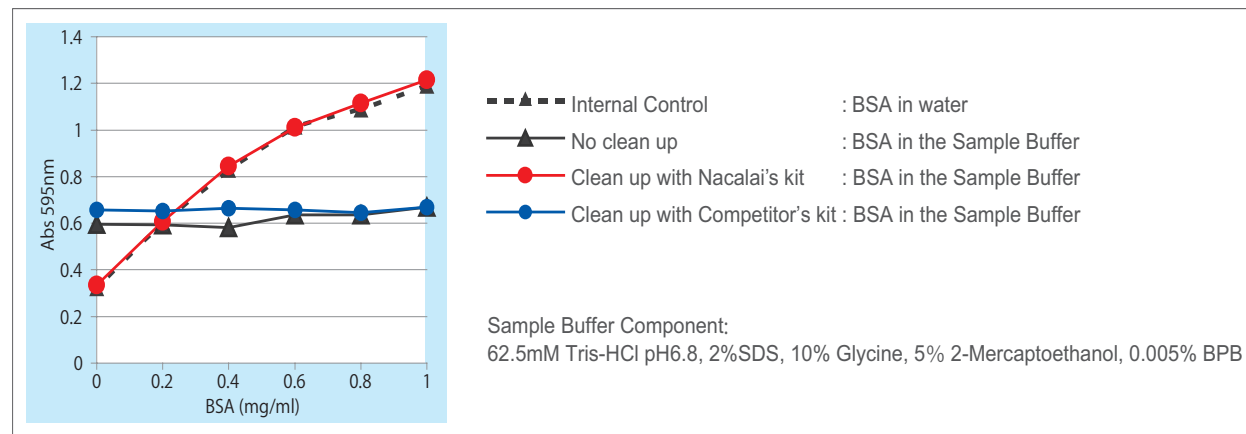 1.4
1.2
1
0.8
0.6
0.4
0.2
0
Abs 595nm
0 0.2 0.4 0.6 0.8 1
BSA (mg/ml)
Internal Control : BSA in water
No clean up : BSA in the Sample Buffer
Clean up with Nacalai's kit : BSA in the Sample Buffer
Clean up with Competitor's kit : BSA in the Sample Buffer
Sample Buffer Component:
62.5mM Tris-HCl pH6.8, 2%SDS, 10% Glycine, 5% 2-Mercaptoethanol, 0.005% BPB